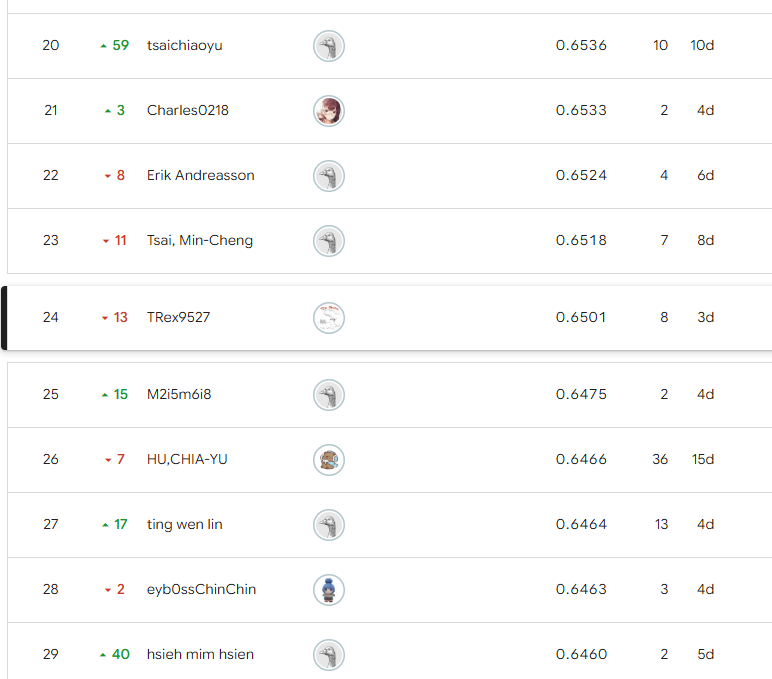 20 59 tsaichiaoyu 0.6536 10 10d
21 3 Charles0218 0.6533 2 4d
22 8 Erik Andreasson 0.6524 4 6d
23 11 Tsai, Min-Cheng 0.6518 7 8d
24 13 TRex9527 0.6501 8 3d
25 15 M2i5m6i8 0.6475 2 4d
26 7 HU,CHIA-YU 0.6466 36 15d
27 17 ting wen lin 0.6464 13 4d
28 2 eyb0ssChinChin 0.6463 3 4d
29 40 hsieh mim hsien 0.6460 2 5d